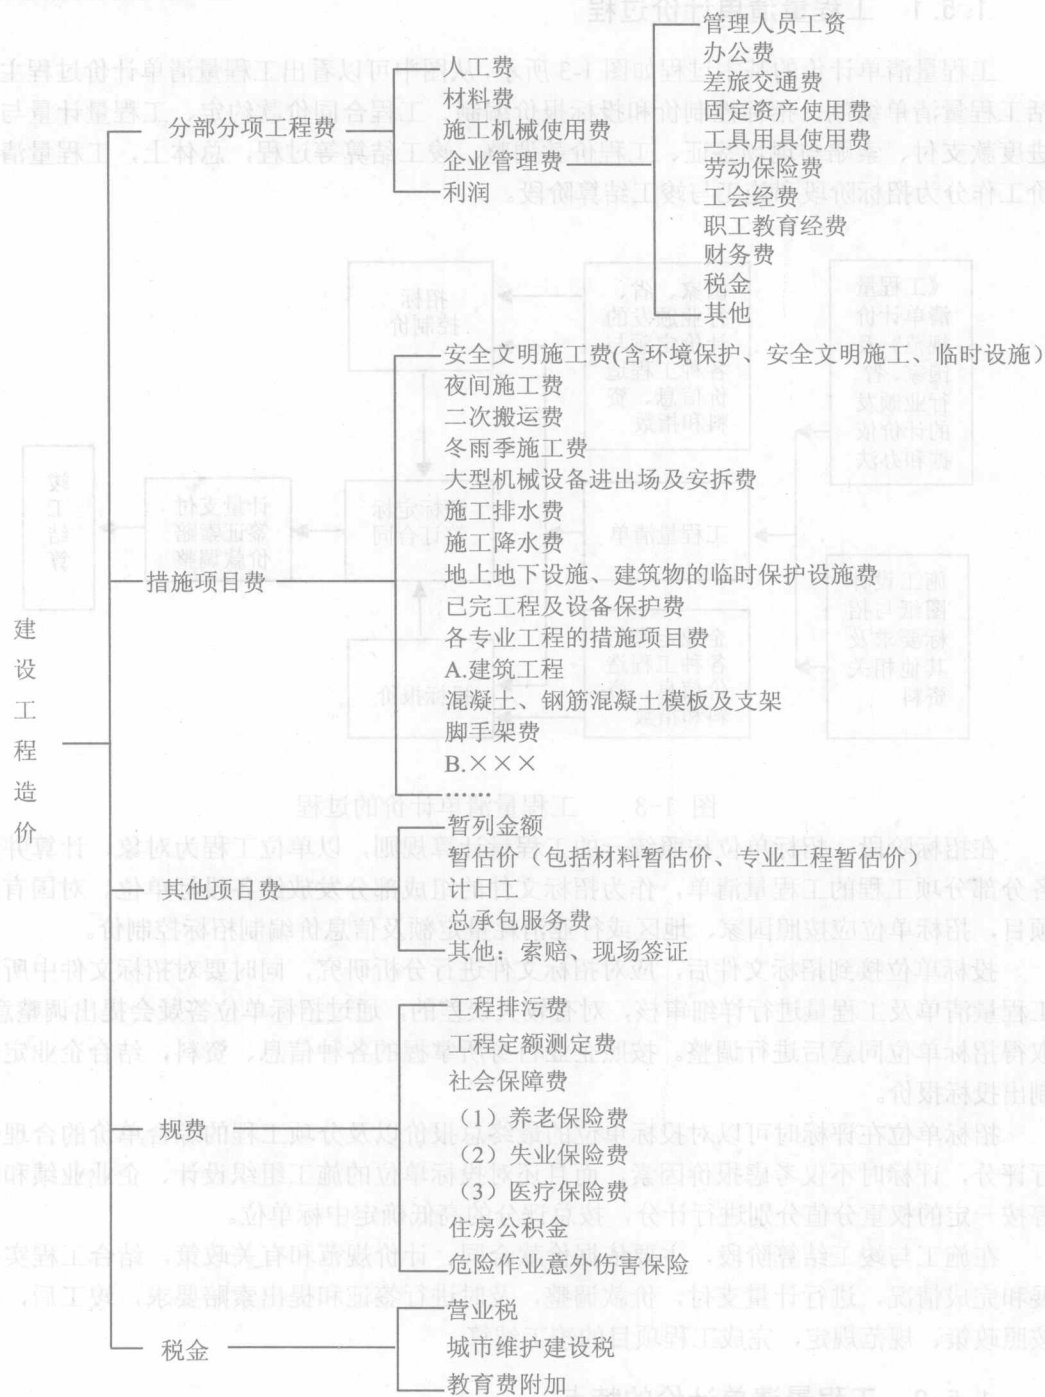 建设工程造价
分部分项工程费
人工费
材料费
施工机械使用费
企业管理费
利润
管理人员工资
办公费
差旅交通费
固定资产使用费
工具用具使用费
劳动保险费
工会经费
职工教育经费
财务费
税金
其他
措施项目费
安全文明施工费(含环境保护、安全文明施工、临时设施)
夜间施工费
二次搬运费
冬雨季施工费
大型机械设备进出场及安拆费
施工排水费
施工降水费
地上地下设施、建筑物的临时保护设施费
已完工程及设备保护费
各专业工程的措施项目费
A.建筑工程
混凝土、钢筋混凝土模板及支架
脚手架费
B.×××
……
其他项目费
暂列金额
暂估价（包括材料暂估价、专业工程暂估价）
计日工
总承包服务费
其他：索赔、现场签证
规费
工程排污费
工程定额测定费
社会保障费
（1）养老保险费
（2）失业保险费
（3）医疗保险费
住房公积金
危险作业意外伤害保险
税金
营业税
城市维护建设税
教育费附加